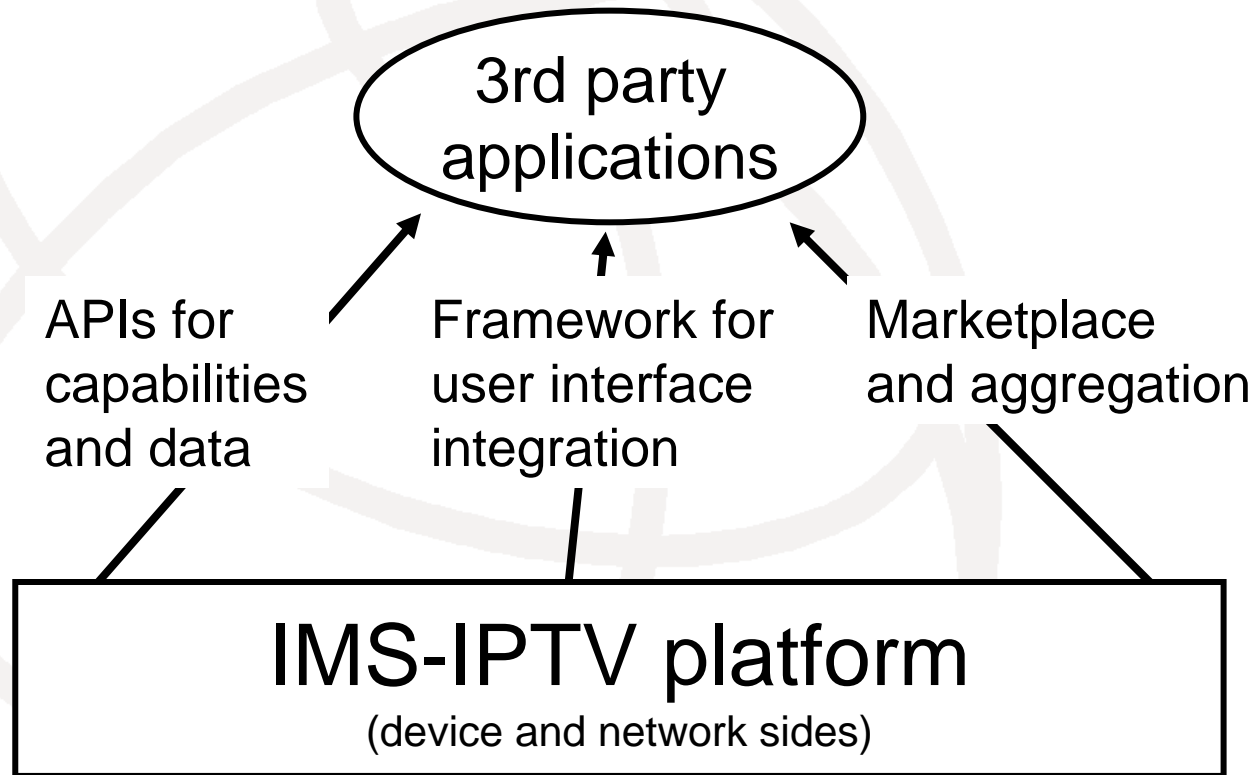 3rd party
applications
APIs for
capabilities
and data
Framework for
user interface
integration
Marketplace
and aggregation
IMS-IPTV platform
(device and network sides)